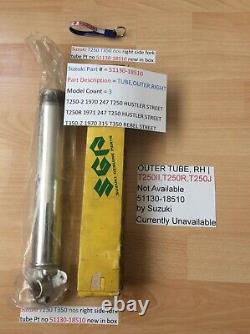 Suzuki T250 T350 nos right side fork
tube Pt no 51130-18510 new in box
Suzuki Part # = 51130-18510
Part Description = TUBE,OUTER,RIGHT
Model Count = 3
T250-2 1970 247 T250 HUSTLER STREET
T250R 1971 247 T250 HUSTLER STREET
T350-2 1970 315 T350 REBEL STREET
SGP
SUZUKI GENUINE PARTS
OUTER TUBE, RH |
T250II,T250R,T250J
Not Available
51130-18510
by Suzuki
Currently Unavailable
T250 T350 nos right side fork
tube Pt no 51130-18510 new in box